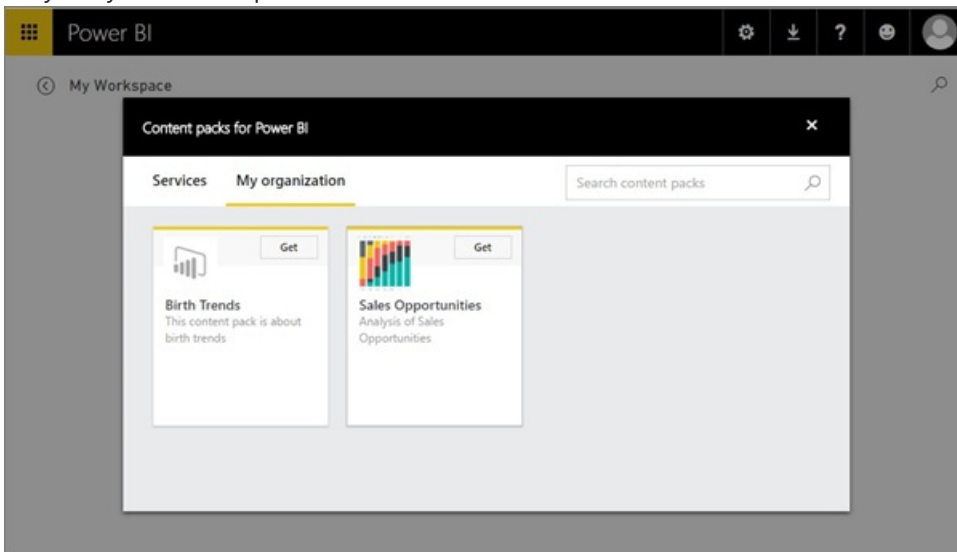 Power BI
?
My Workspace
Content packs for Power BI
Services My organization Search content packs
Get Get
Birth Trends
This content pack is about
birth trends
Sales Opportunities
Analysis of Sales
Opportunities